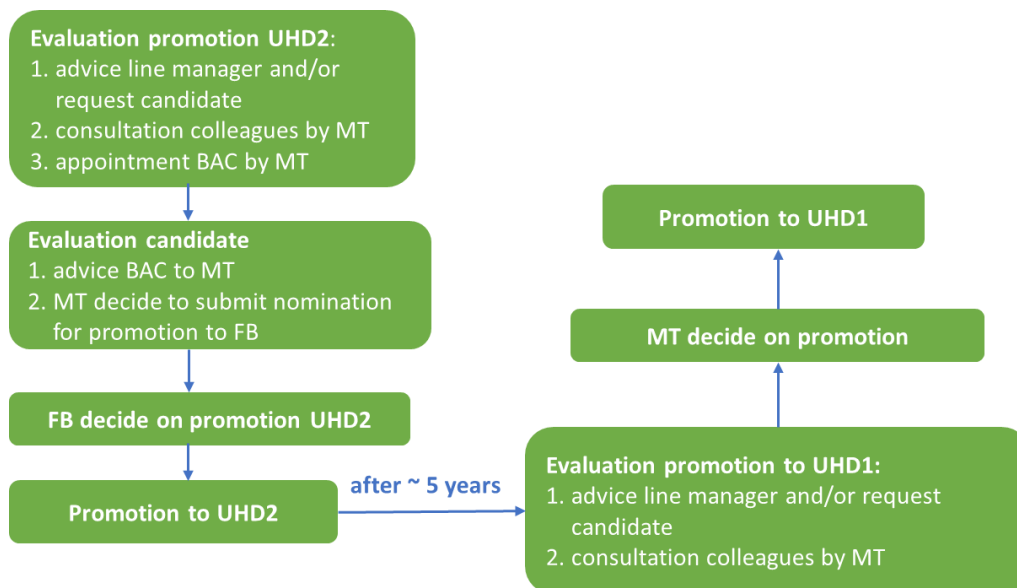 Evaluation promotion UHD2:
1. advice line manager and/or
request candidate
2. consultation colleagues by MT
3. appointment BAC by MT
Evaluation candidate
1. advice BAC to MT
2. MT decide to submit nomination
for promotion to FB
FB decide on promotion UHD2
Promotion to UHD2
after ~ 5 years
Evaluation promotion to UHD1:
1. advice line manager and/or request
candidate
2. consultation colleagues by MT
MT decide on promotion
Promotion to UHD1